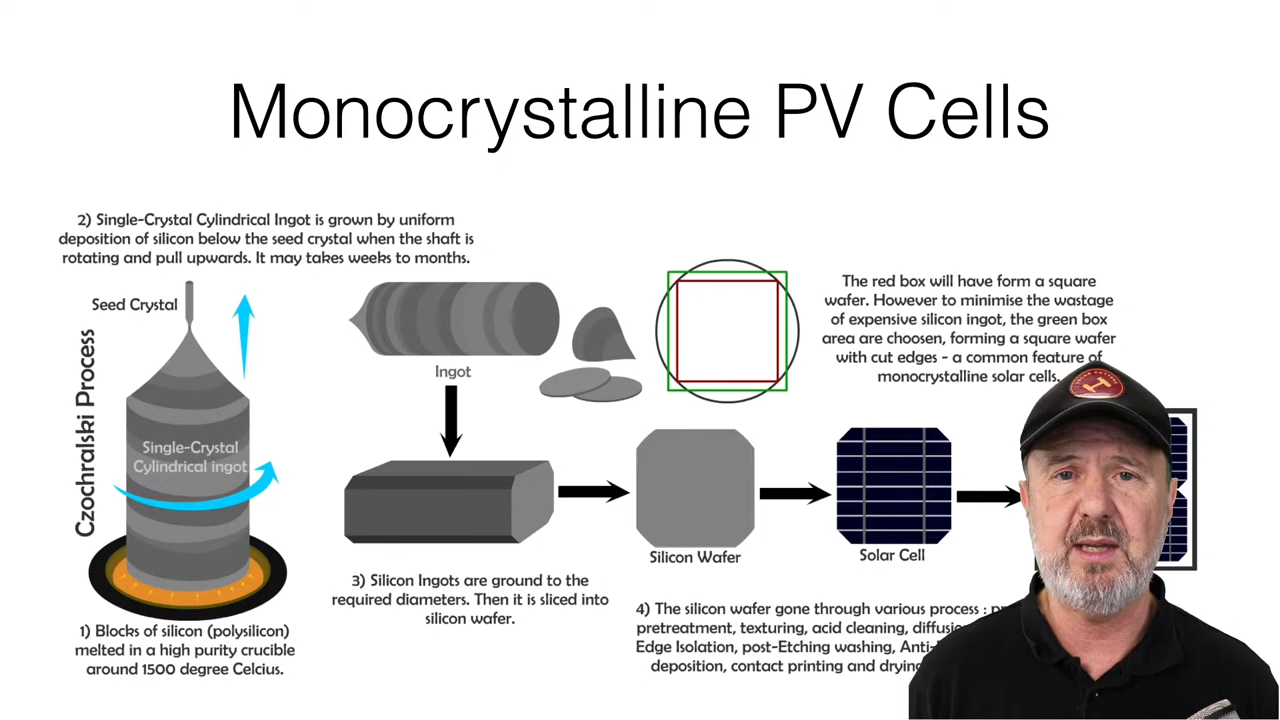 Monocrystalline PV Cells
2) Single-Crystal Cylindrical Ingot is grown by uniform
deposition of silicon below the seed crystal when the shaft is
rotating and pull upwards. It may takes weeks to months.
Seed Crystal
Czochralski Process
Single-Crystal
Cylindrical ingot
1) Blocks of silicon (polysilicon)
melted in a high purity crucible
around 1500 degree Celcius.
Ingot
3) Silicon Ingots are ground to the
required diameters. Then it is sliced into
silicon wafer.
The red box will have form a square
wafer. However to minimise the wastage
of expensive silicon ingot, the green box
area are choosen, forming a square wafer
with cut edges - a common feature of
monocrystalline solar cells.
Silicon Wafer
Solar Cell
4) The silicon wafer gone through various process :
pretreatment, texturing, acid cleaning,
Edge Isolation, post-Etching washing,
deposition, contact printing and